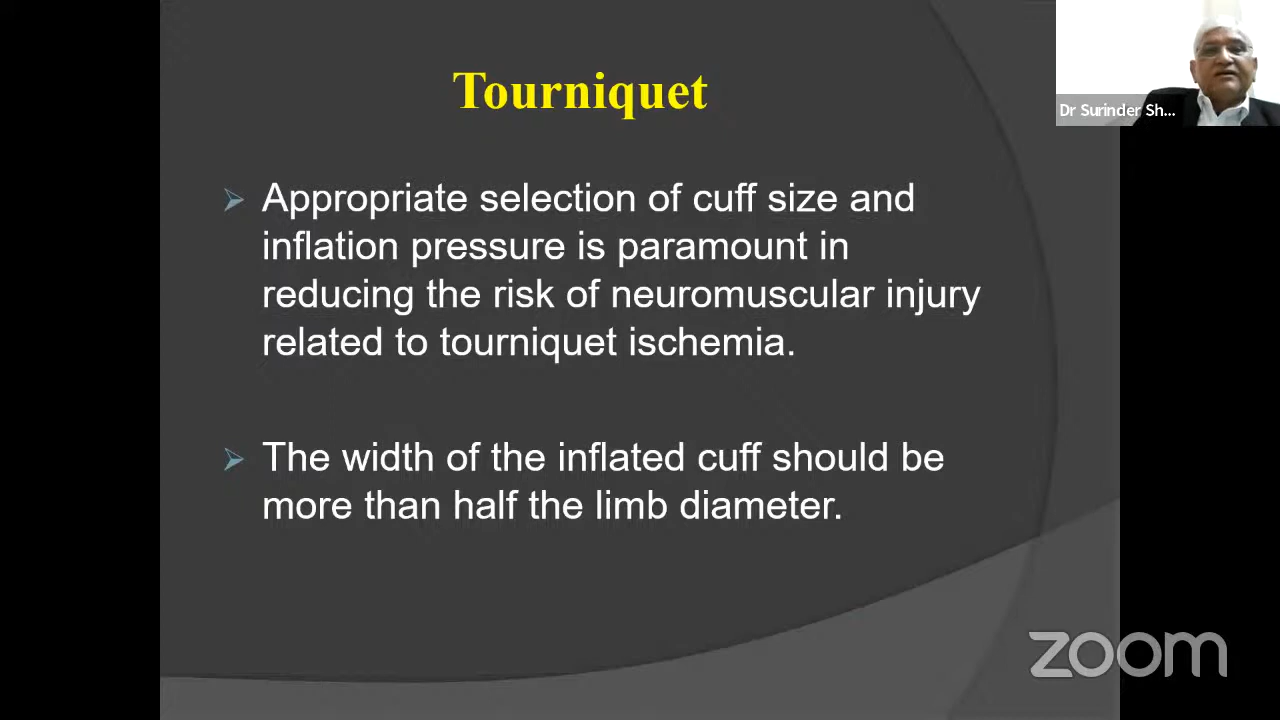 Tourniquet
Dr Surinder Sh...
Appropriate selection of cuff size and
inflation pressure is paramount in
reducing the risk of neuromuscular injury
related to tourniquet ischemia.
The width of the inflated cuff should be
more than half the limb diameter.
zoom